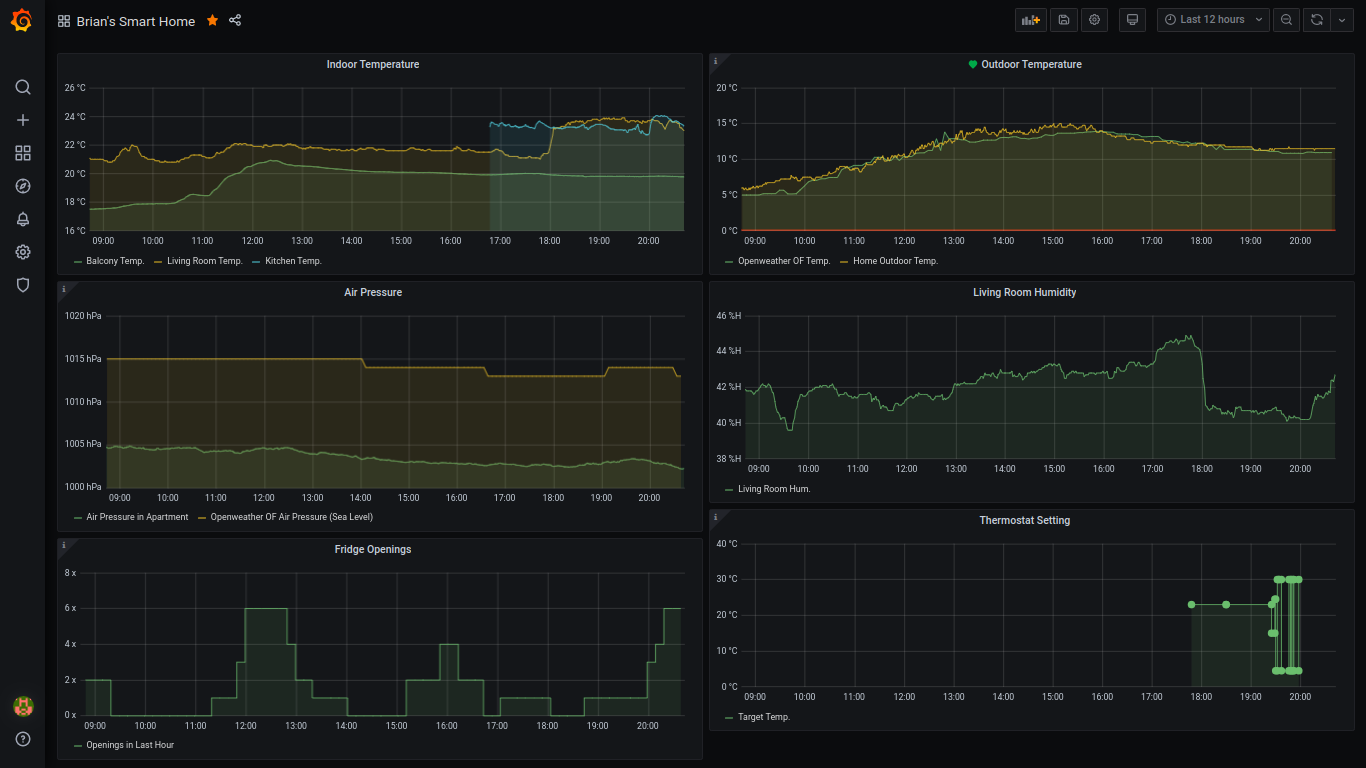 Brian's Smart Home
Last 12 hours
Indoor Temperature
26 °C
24 °C
22 °C
20 °C
18 °C
16 °C
09:00 10:00 11:00 12:00 13:00 14:00 15:00 16:00 17:00 18:00 19:00 20:00
Balcony Temp. Living Room Temp. Kitchen Temp.
i
Outdoor Temperature
20 °C
15 °C
10 °C
5 °C
0 °C
09:00 10:00 11:00 12:00 13:00 14:00 15:00 16:00 17:00 18:00 19:00 20:00
Openweather OF Temp. Home Outdoor Temp.
i
Air Pressure
1020 hPa
1015 hPa
1010 hPa
1005 hPa
1000 hPa
09:00 10:00 11:00 12:00 13:00 14:00 15:00 16:00 17:00 18:00 19:00 20:00
Air Pressure in Apartment Openweather OF Air Pressure (Sea Level)
Living Room Humidity
46 %H
44 %H
42 %H
40 %H
38 %H
09:00 10:00 11:00 12:00 13:00 14:00 15:00 16:00 17:00 18:00 19:00 20:00
Living Room Hum.
i
Fridge Openings
8 x
6 x
4 x
2 x
0 x
09:00 10:00 11:00 12:00 13:00 14:00 15:00 16:00 17:00 18:00 19:00 20:00
Openings in Last Hour
i
Thermostat Setting
40 °C
30 °C
20 °C
10 °C
0 °C
09:00 10:00 11:00 12:00 13:00 14:00 15:00 16:00 17:00 18:00 19:00 20:00
Target Temp.